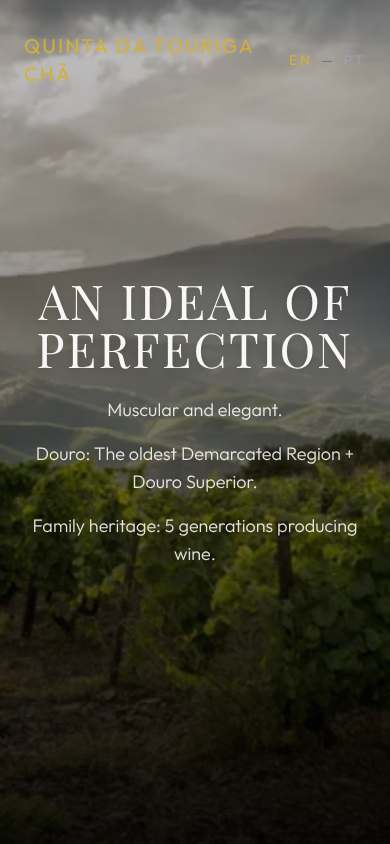 QUINTA DA TOURIGA
CHÃ
EN — PT
AN IDEAL OF
PERFECTION
Muscular and elegant.
Douro: The oldest Demarcated Region +
Douro Superior.
Family heritage: 5 generations producing
wine.